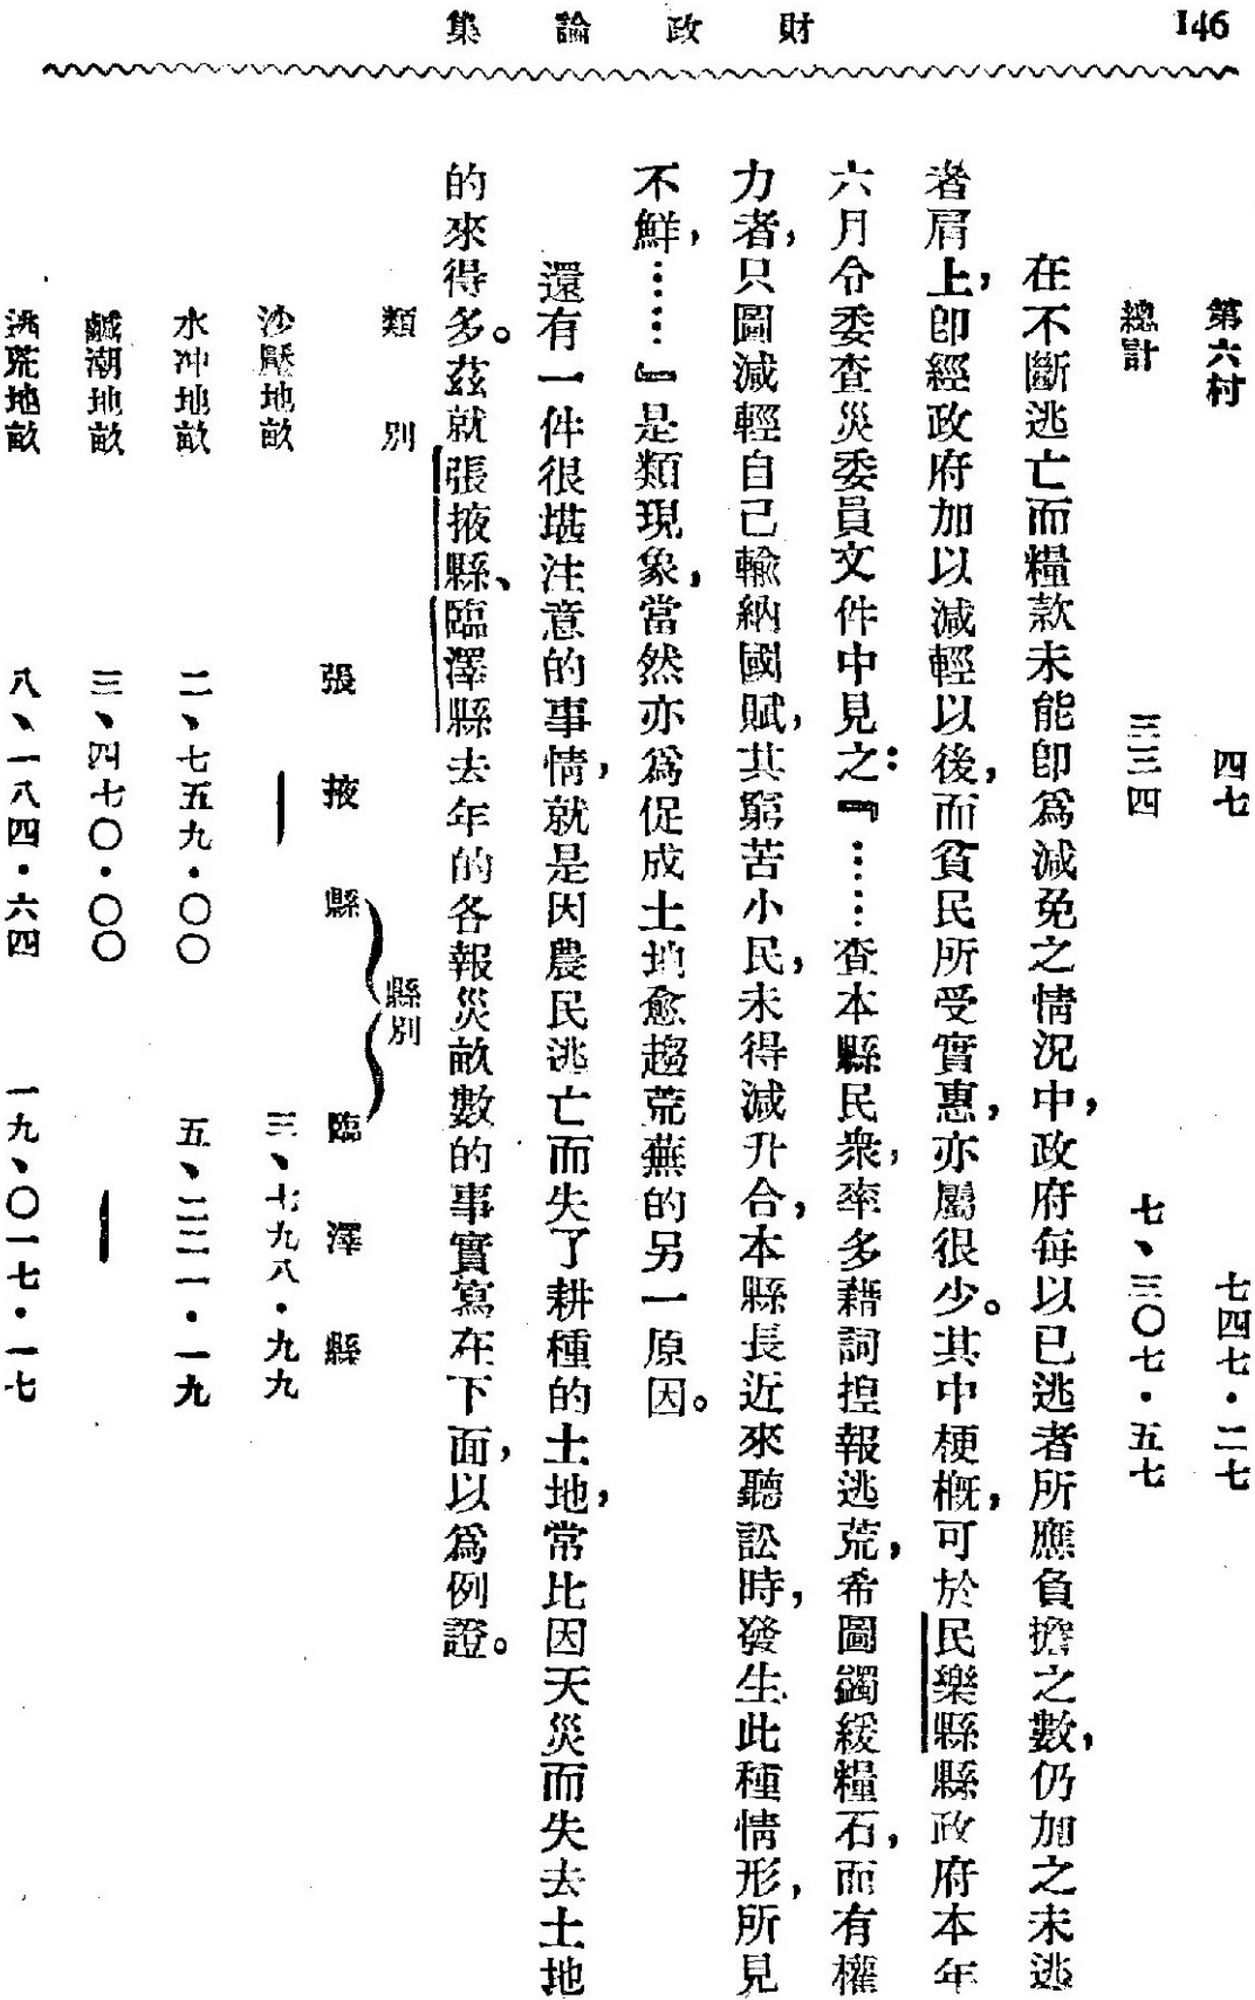 146
財政論集
第六村 四七 七四七・二七
總計 三三四 七、三〇七・五七
在不斷逃亡而糧款未能卽爲減免之情況中，政府每以已逃者所應負擔之數，仍加之未逃
者肩上，卽經政府加以減輕以後，而貧民所受實惠，亦屬很少。其中梗概，可於民樂縣縣政府本年
六月令委查災委員文件中見之：『……查本縣民衆，率多藉詞捏報逃荒，希圖蠲緩糧石，而有權
力者，只圖減輕自己輸納國賦，其窮苦小民，未得減升合，本縣長近來聽訟時，發生此種情形，所見
不鮮，……』是類現象，當然亦爲促成土地愈趨荒蕪的另一原因。
還有一件很堪注意的事情，就是因農民逃亡而失了耕種的土地，常比因天災而失去土地
的來得多。茲就張掖縣、臨澤縣去年的各報災畝數的事實寫在下面，以爲例證。
類別 縣別
張掖縣 臨澤縣
沙壓地畝 — 三、七九八・九九
水冲地畝 二、七五九・〇〇 五、二二一・一九
鹹潮地畝 三、四七〇・〇〇 —
逃荒地畝 八、一八四・六四 一九、〇一七・一七